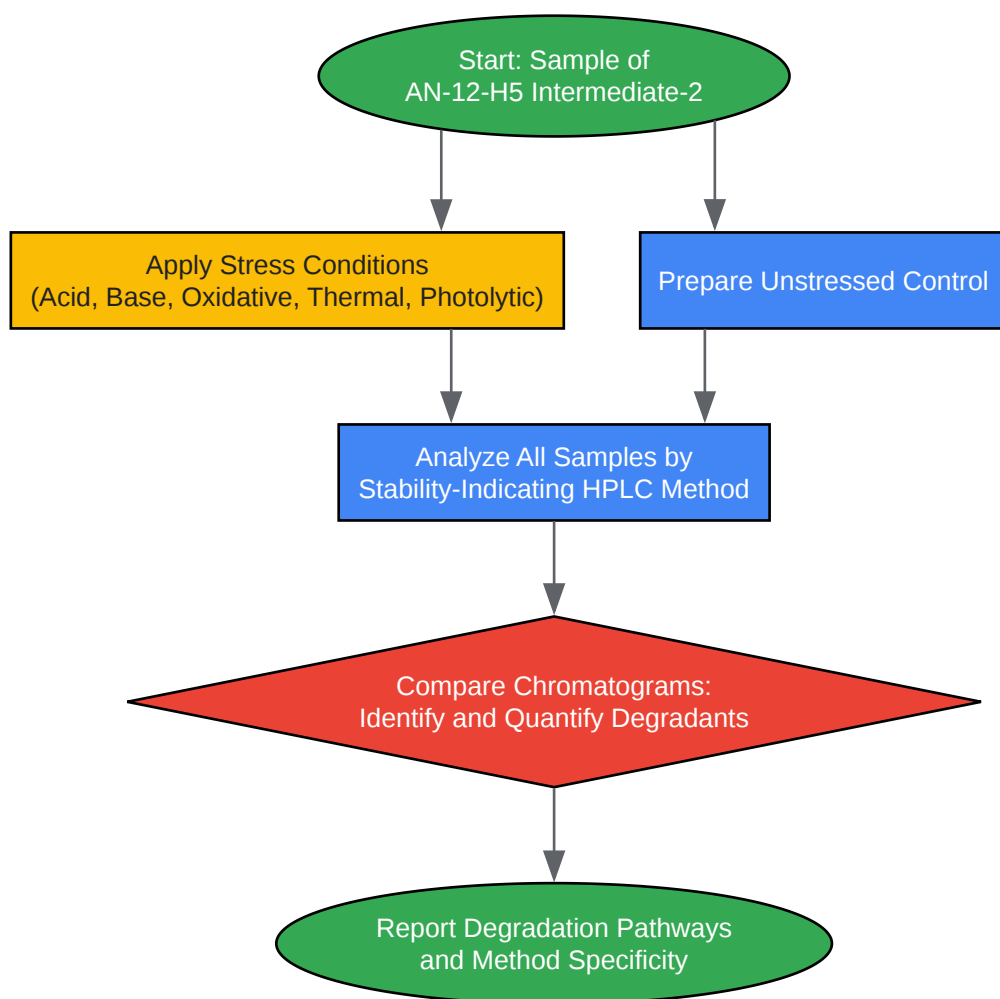 Start: Sample of
AN-12-H5 Intermediate-2
Apply Stress Conditions
(Acid, Base, Oxidative, Thermal, Photolytic)
Prepare Unstressed Control
Analyze All Samples by
Stability-Indicating HPLC Method
Compare Chromatograms:
Identify and Quantify Degradants
Report Degradation Pathways
and Method Specificity